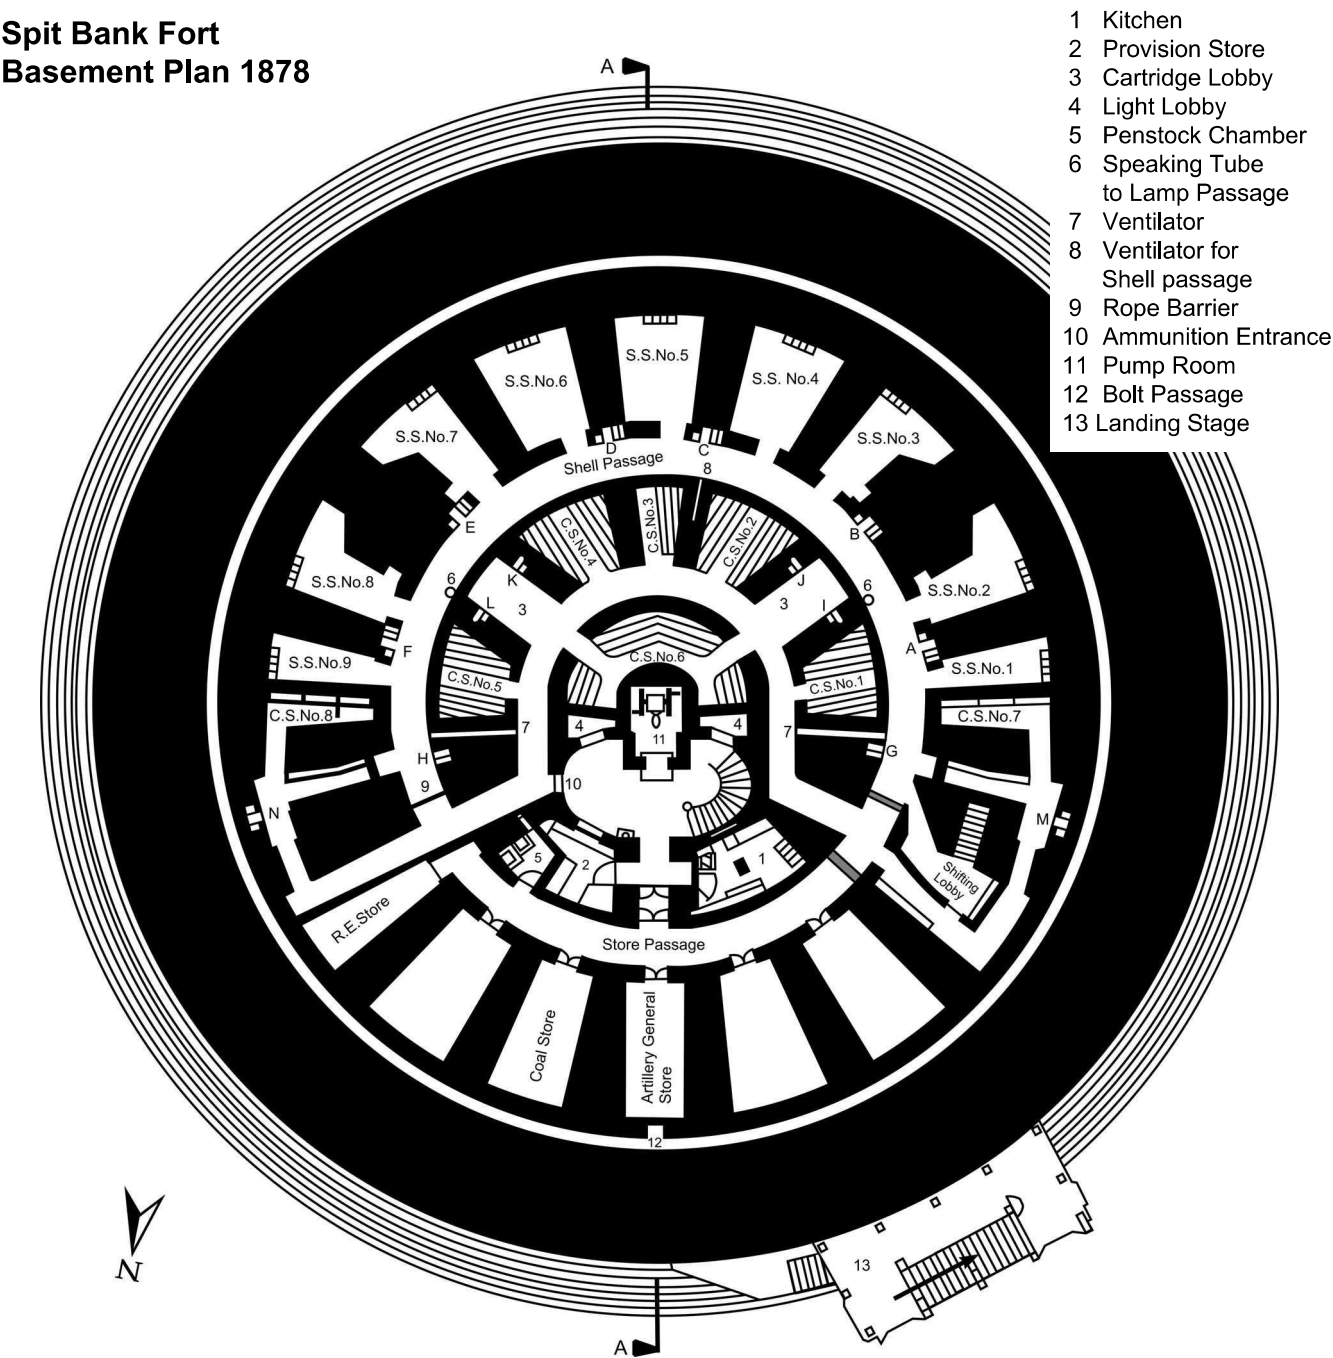 Spit Bank Fort
Basement Plan 1878
1 Kitchen
2 Provision Store
3 Cartridge Lobby
4 Light Lobby
5 Penstock Chamber
6 Speaking Tube
to Lamp Passage
7 Ventilator
8 Ventilator for
Shell passage
9 Rope Barrier
10 Ammunition Entrance
11 Pump Room
12 Bolt Passage
13 Landing Stage
A
S.S.No.5
S.S.No.6
S.S. No.4
S.S.No.7
S.S.No.3
D
C
Shell Passage
8
E
B
C.S.No.4
C.S.No.3
C.S.No.2
S.S.No.8
6
K
J
6
S.S.No.2
L
3
3
I
F
A
S.S.No.9
C.S.No.6
S.S.No.1
C.S.No.5
C.S.No.1
C.S.No.8
C.S.No.7
7
4
11
4
7
H
G
9
10
N
M
5
2
1
Shifting
Lobby
R.E.Store
Store Passage
Coal Store
Artillery General
Store
12
N
13
A